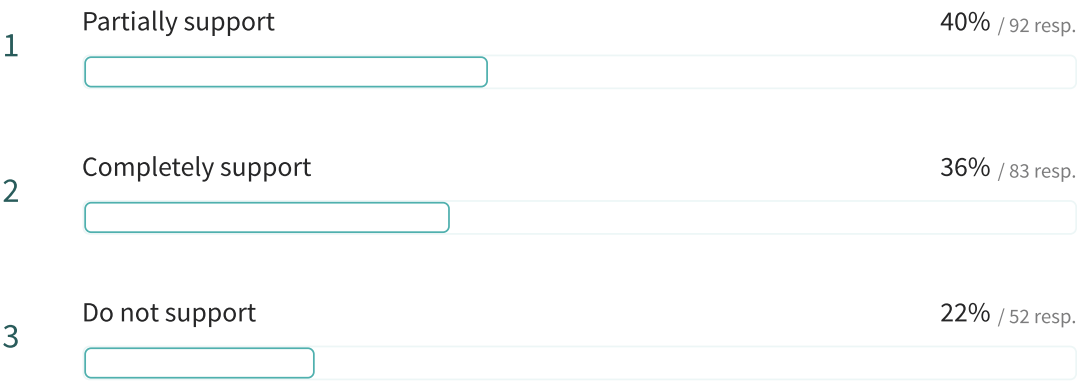 1 Partially support 40% / 92 resp.
2 Completely support 36% / 83 resp.
3 Do not support 22% / 52 resp.